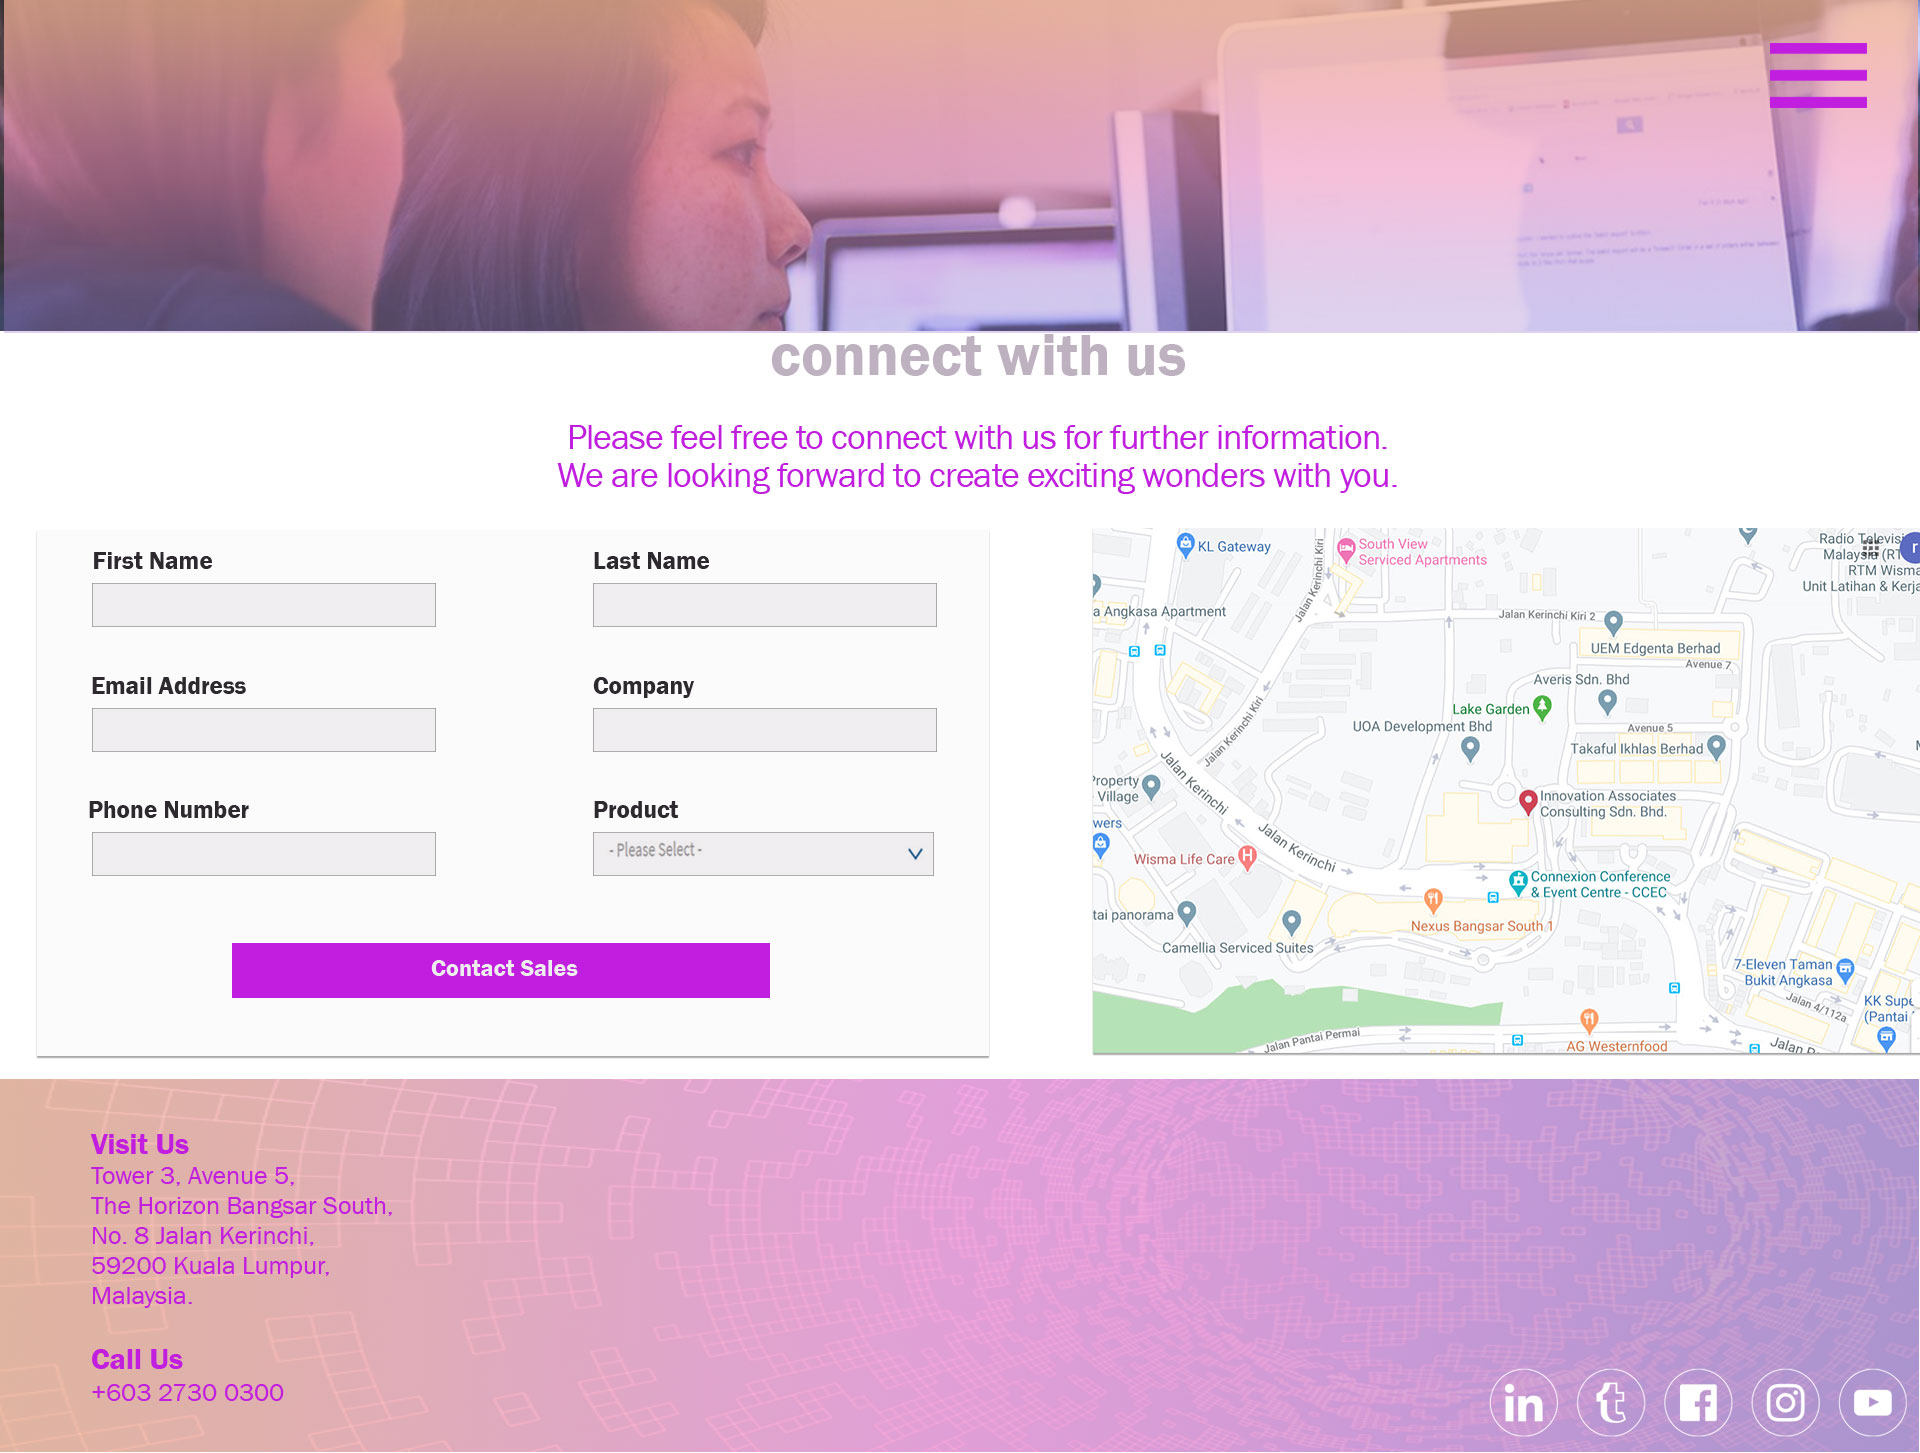 connect with us
Please feel free to connect with us for further information.
We are looking forward to create exciting wonders with you.
First Name
Last Name
Email Address
Company
Phone Number
Product
- Please Select -
Contact Sales
KL Gateway
South View
Serviced Apartments
Jalan Kerinchi Kiri
Radio Televisi
Malaysia (RT
RTM Wisma
Unit Latihan & Kerja
r
a Angkasa Apartment
Jalan Kerinchi Kiri 2
UEM Edgenta Berhad
Avenue 7
Averis Sdn. Bhd
Lake Garden
UOA Development Bhd
Avenue 5
Takaful Ikhlas Berhad
Jalan Kerinchi Kiri
Jalan Kerinchi
Property
Village
Innovation Associates
Consulting Sdn. Bhd.
wers
Jalan Kerinchi
Wisma Life Care
H
Connexion Conference
& Event Centre - CCEC
tai panorama
Nexus Bangsar South 1
Camellia Serviced Suites
7-Eleven Taman
Bukit Angkasa
Jalan 4/112a
KK Supe
(Pantai
Jalan Pantai Permai
AG Westernfood
Jalan P
Visit Us
Tower 3, Avenue 5,
The Horizon Bangsar South,
No. 8 Jalan Kerinchi,
59200 Kuala Lumpur,
Malaysia.
Call Us
+603 2730 0300
in
t
f